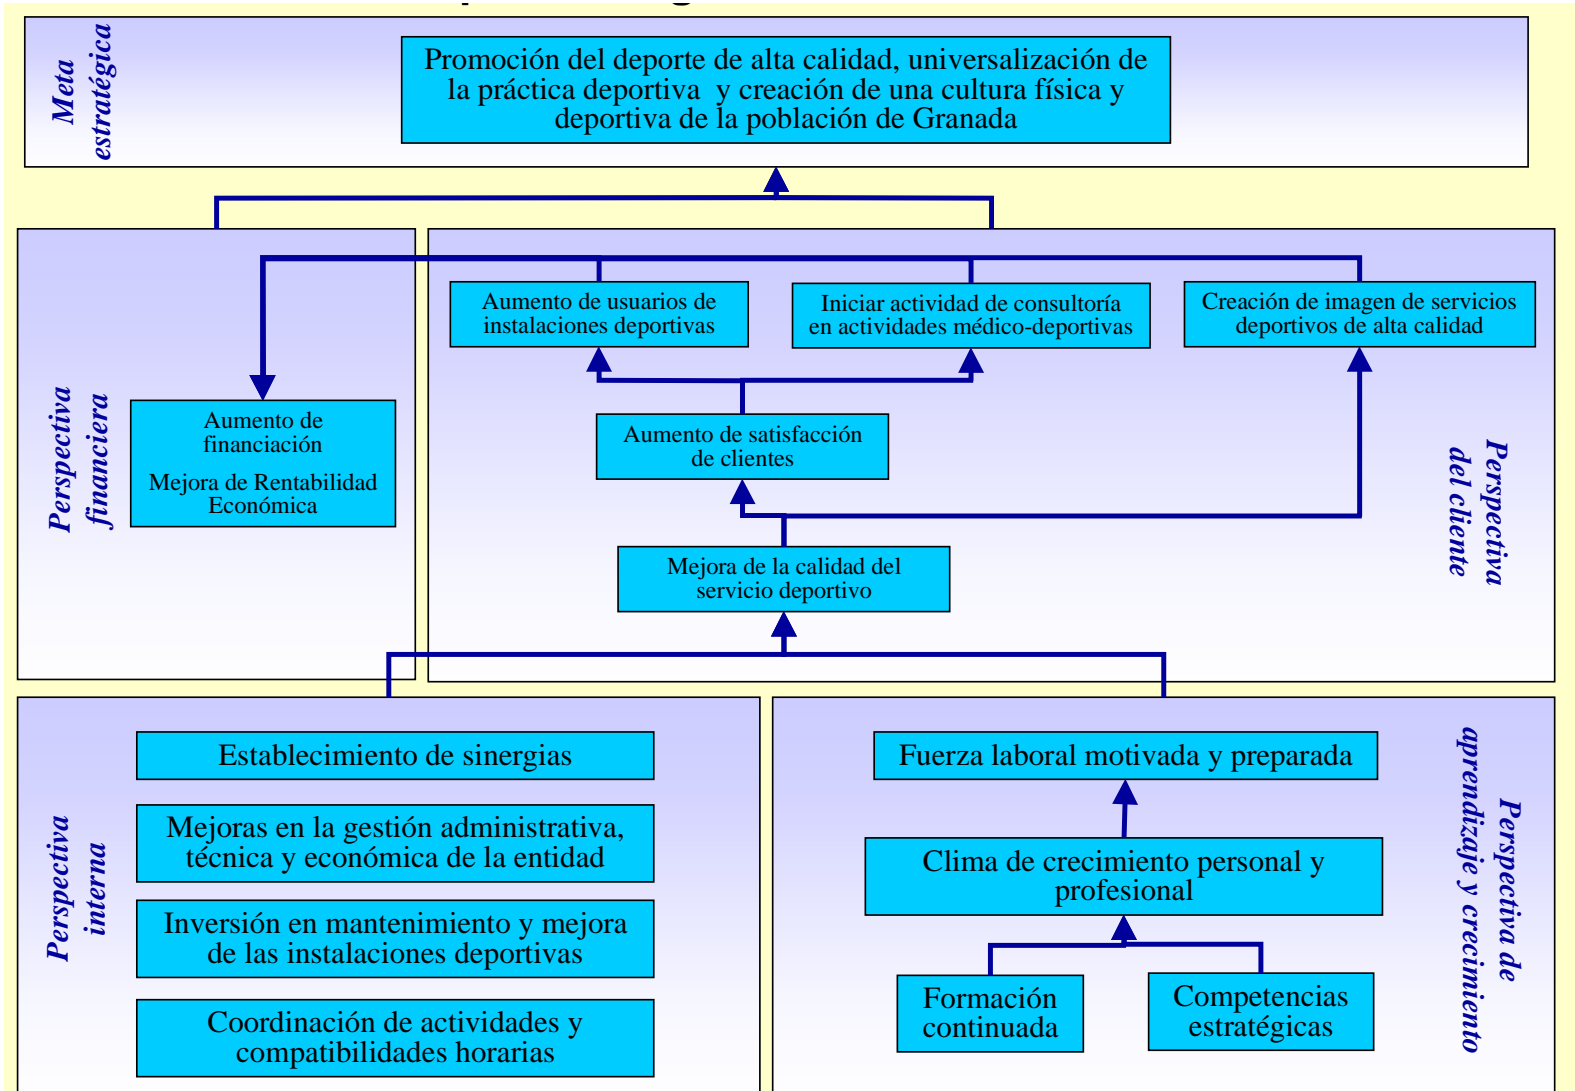 Meta
estratégica
Promoción del deporte de alta calidad, universalización de
la práctica deportiva y creación de una cultura física y
deportiva de la población de Granada
Perspectiva
financiera
Aumento de
financiación
Mejora de Rentabilidad
Económica
Aumento de usuarios de
instalaciones deportivas
Iniciar actividad de consultoría
en actividades médico-deportivas
Creación de imagen de servicios
deportivos de alta calidad
Aumento de satisfacción
de clientes
Mejora de la calidad del
servicio deportivo
Perspectiva
del cliente
Perspectiva
interna
Establecimiento de sinergias
Mejoras en la gestión administrativa,
técnica y económica de la entidad
Inversión en mantenimiento y mejora
de las instalaciones deportivas
Coordinación de actividades y
compatibilidades horarias
Fuerza laboral motivada y preparada
Clima de crecimiento personal y
profesional
Formación
continuada
Competencias
estratégicas
Perspectiva de
aprendizaje y crecimiento